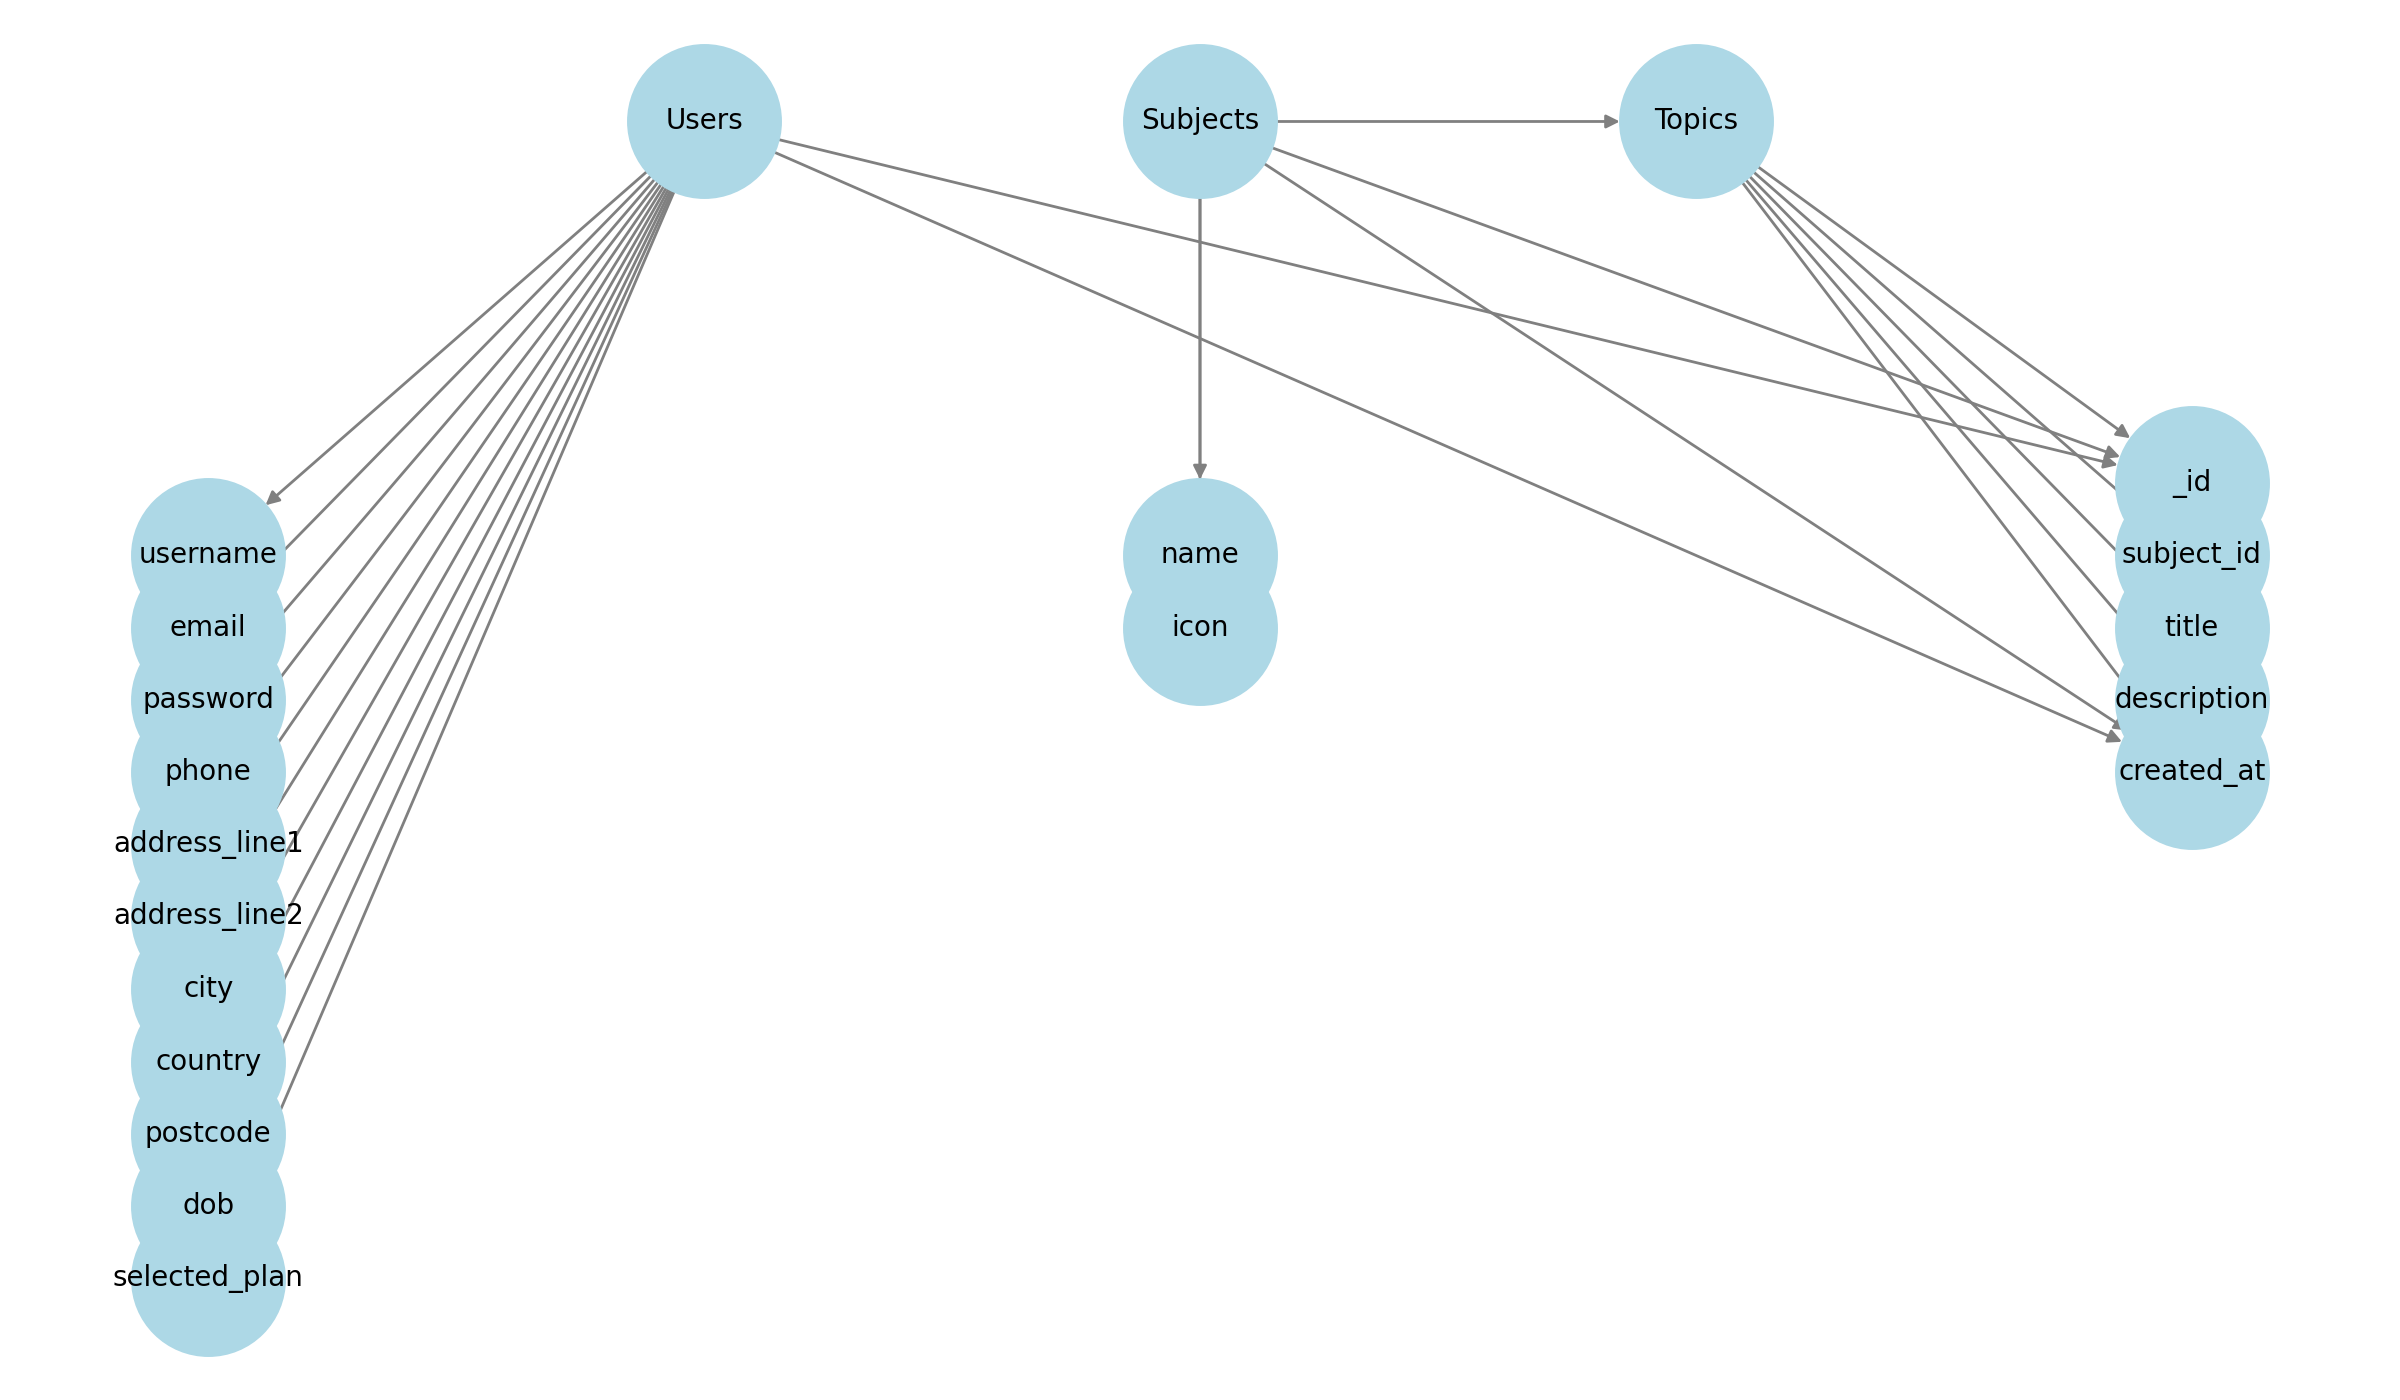 Users
Subjects
Topics
username
email
password
phone
address_line1
address_line2
city
country
postcode
dob
selected_plan
name
icon
_id
subject_id
title
description
created_at